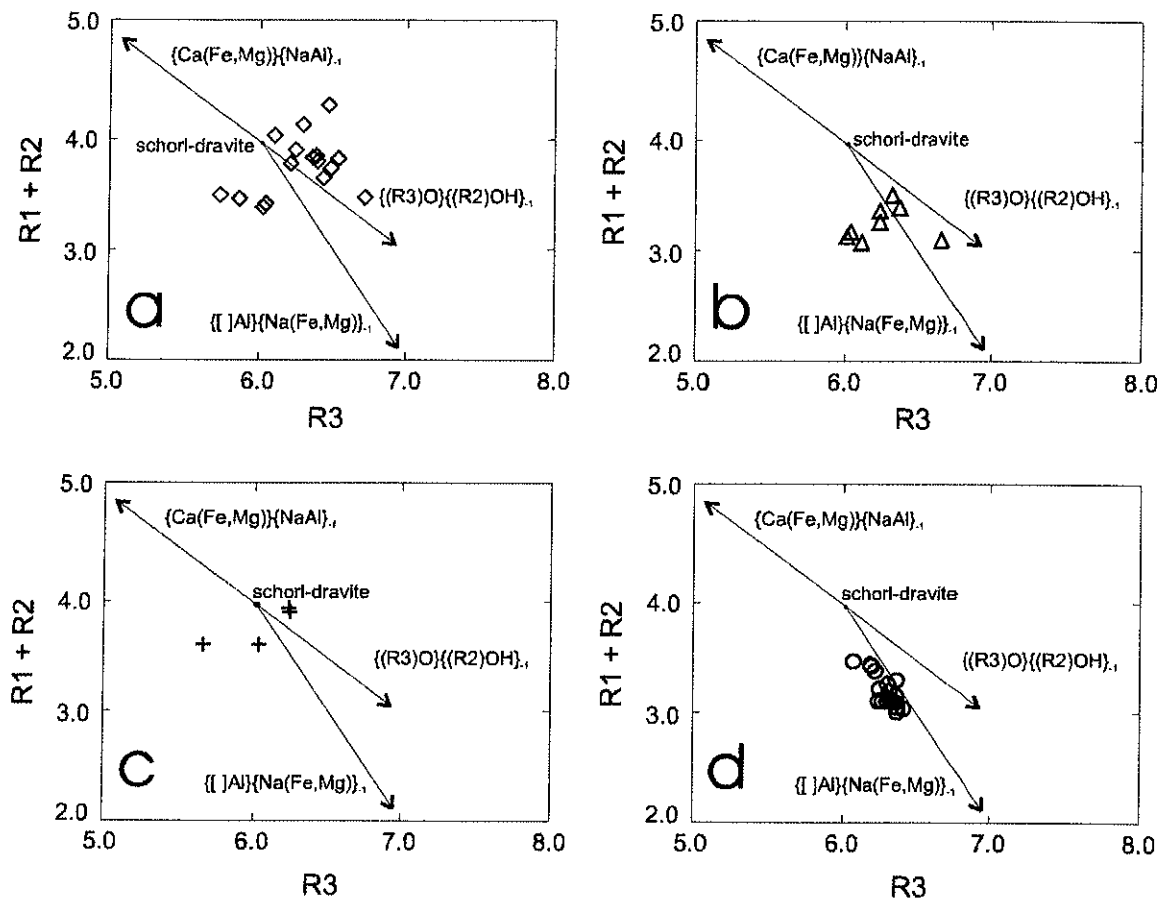 5.0
{Ca(Fe,Mg)}{NaAl}₋₁
4.0
schorl-dravite
R1 + R2
{((R3)O}{((R2)OH}₋₁
3.0
a
{[ ]Al}{Na(Fe,Mg)}₋₁
2.0
5.0 6.0 7.0 8.0
R3
5.0
{Ca(Fe,Mg)}{NaAl}₋₁
4.0
schorl-dravite
R1 + R2
{((R3)O}{((R2)OH}₋₁
3.0
b
{[ ]Al}{Na(Fe,Mg)}₋₁
2.0
5.0 6.0 7.0 8.0
R3
5.0
{Ca(Fe,Mg)}{NaAl}₋₁
4.0
schorl-dravite
R1 + R2
{((R3)O}{((R2)OH}₋₁
3.0
c
{[ ]Al}{Na(Fe,Mg)}₋₁
2.0
5.0 6.0 7.0 8.0
R3
5.0
{Ca(Fe,Mg)}{NaAl}₋₁
4.0
schorl-dravite
R1 + R2
{((R3)O}{((R2)OH}₋₁
3.0
d
{[ ]Al}{Na(Fe,Mg)}₋₁
2.0
5.0 6.0 7.0 8.0
R3